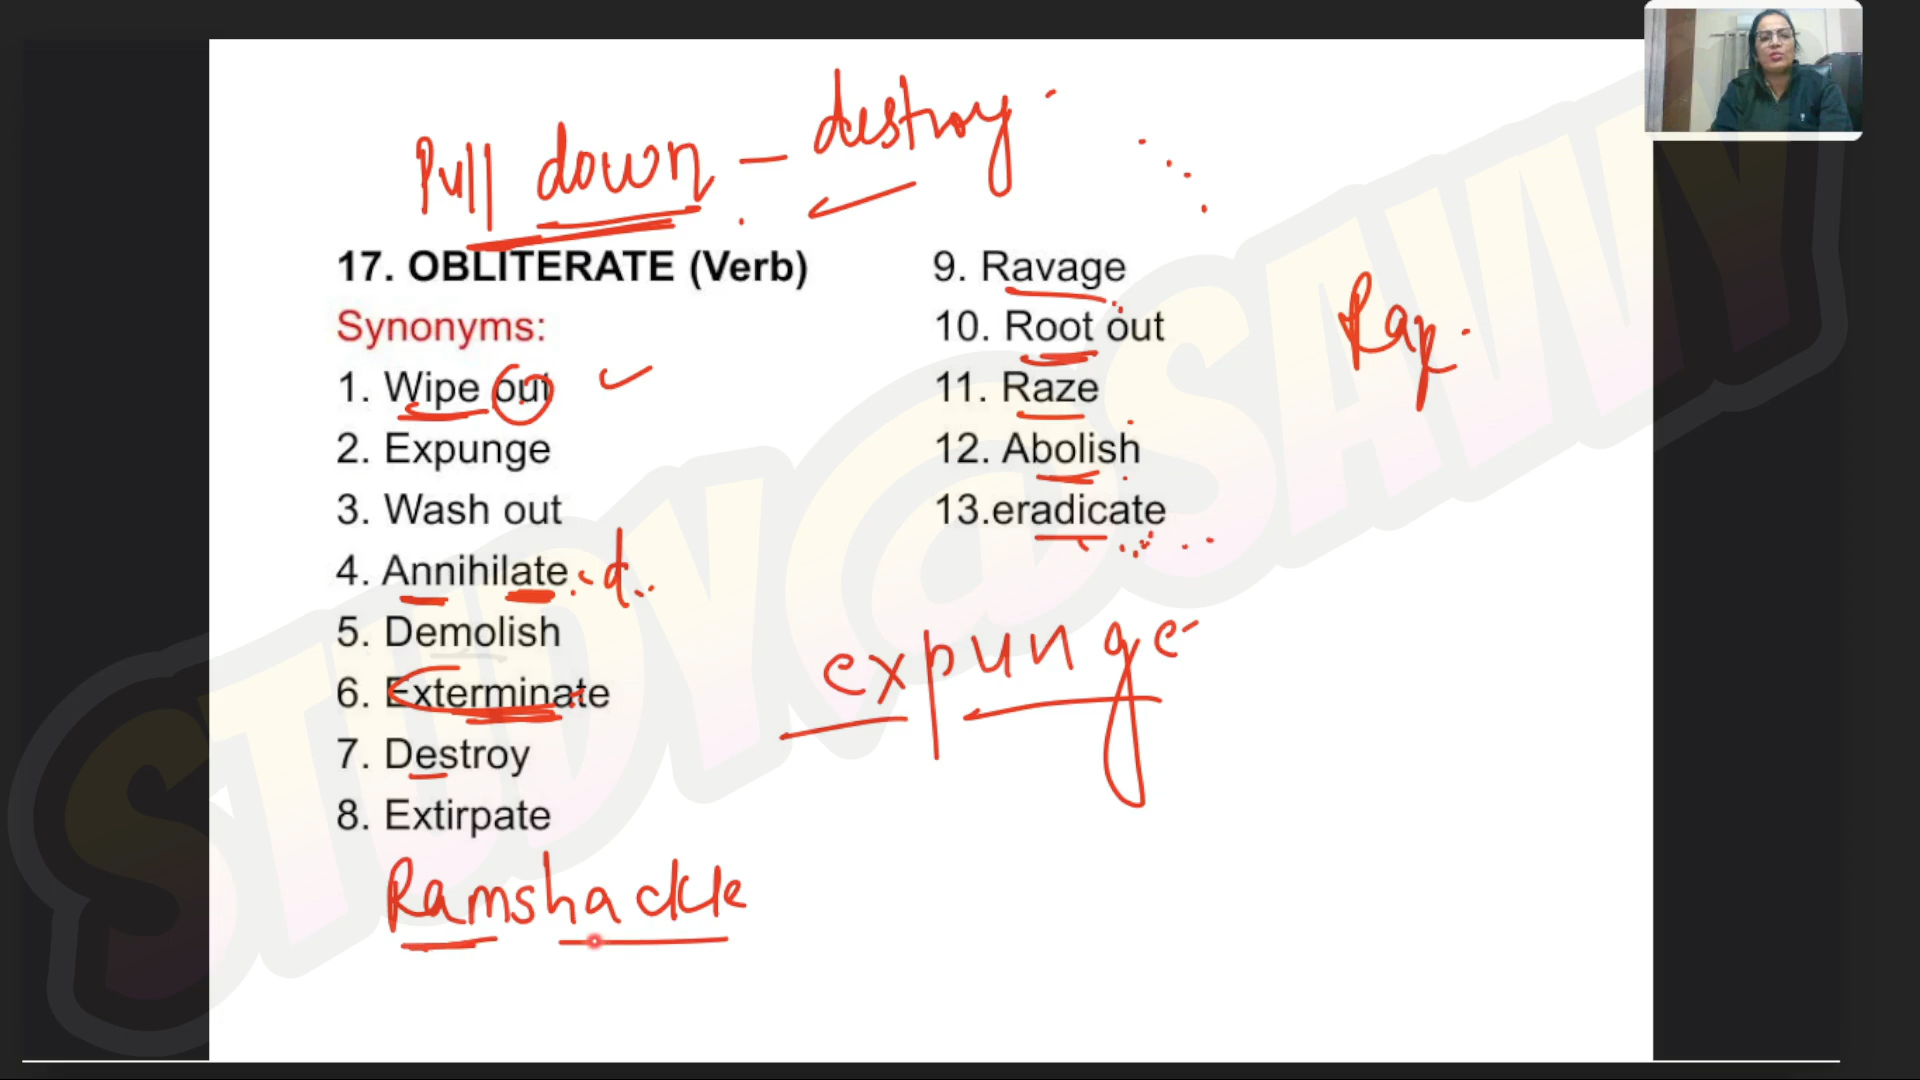 Pull down – destroy
17. OBLITERATE (Verb)
Synonyms:
1. Wipe out
2. Expunge
3. Wash out
4. Annihilate d
5. Demolish
6. Exterminate
7. Destroy
8. Extirpate
Ramshackle
9. Ravage
10. Root out
11. Raze
12. Abolish
13.eradicate
expunge
STUDY@SAVVY